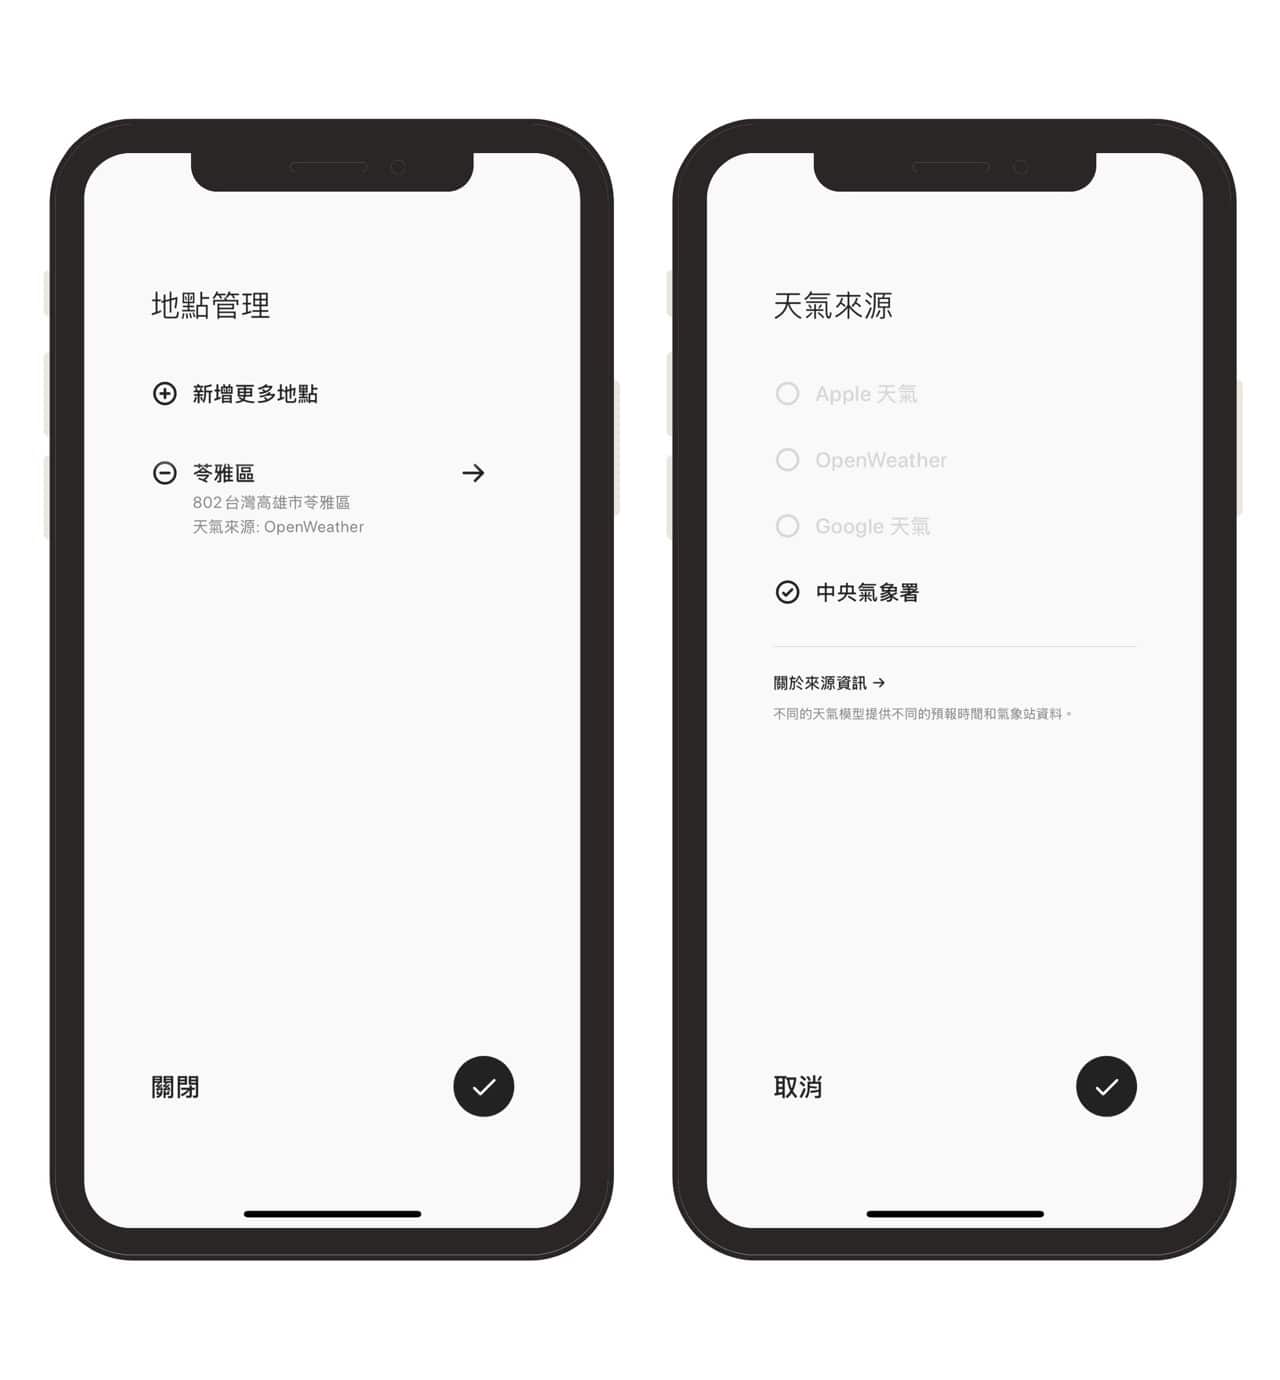 地點管理
新增更多地點
苓雅區
802台灣高雄市苓雅區
天氣來源: OpenWeather
關閉
天氣來源
Apple 天氣
OpenWeather
Google 天氣
中央氣象署
關於來源資訊 →
不同的天氣模型提供不同的預報時間和氣象站資料。
取消